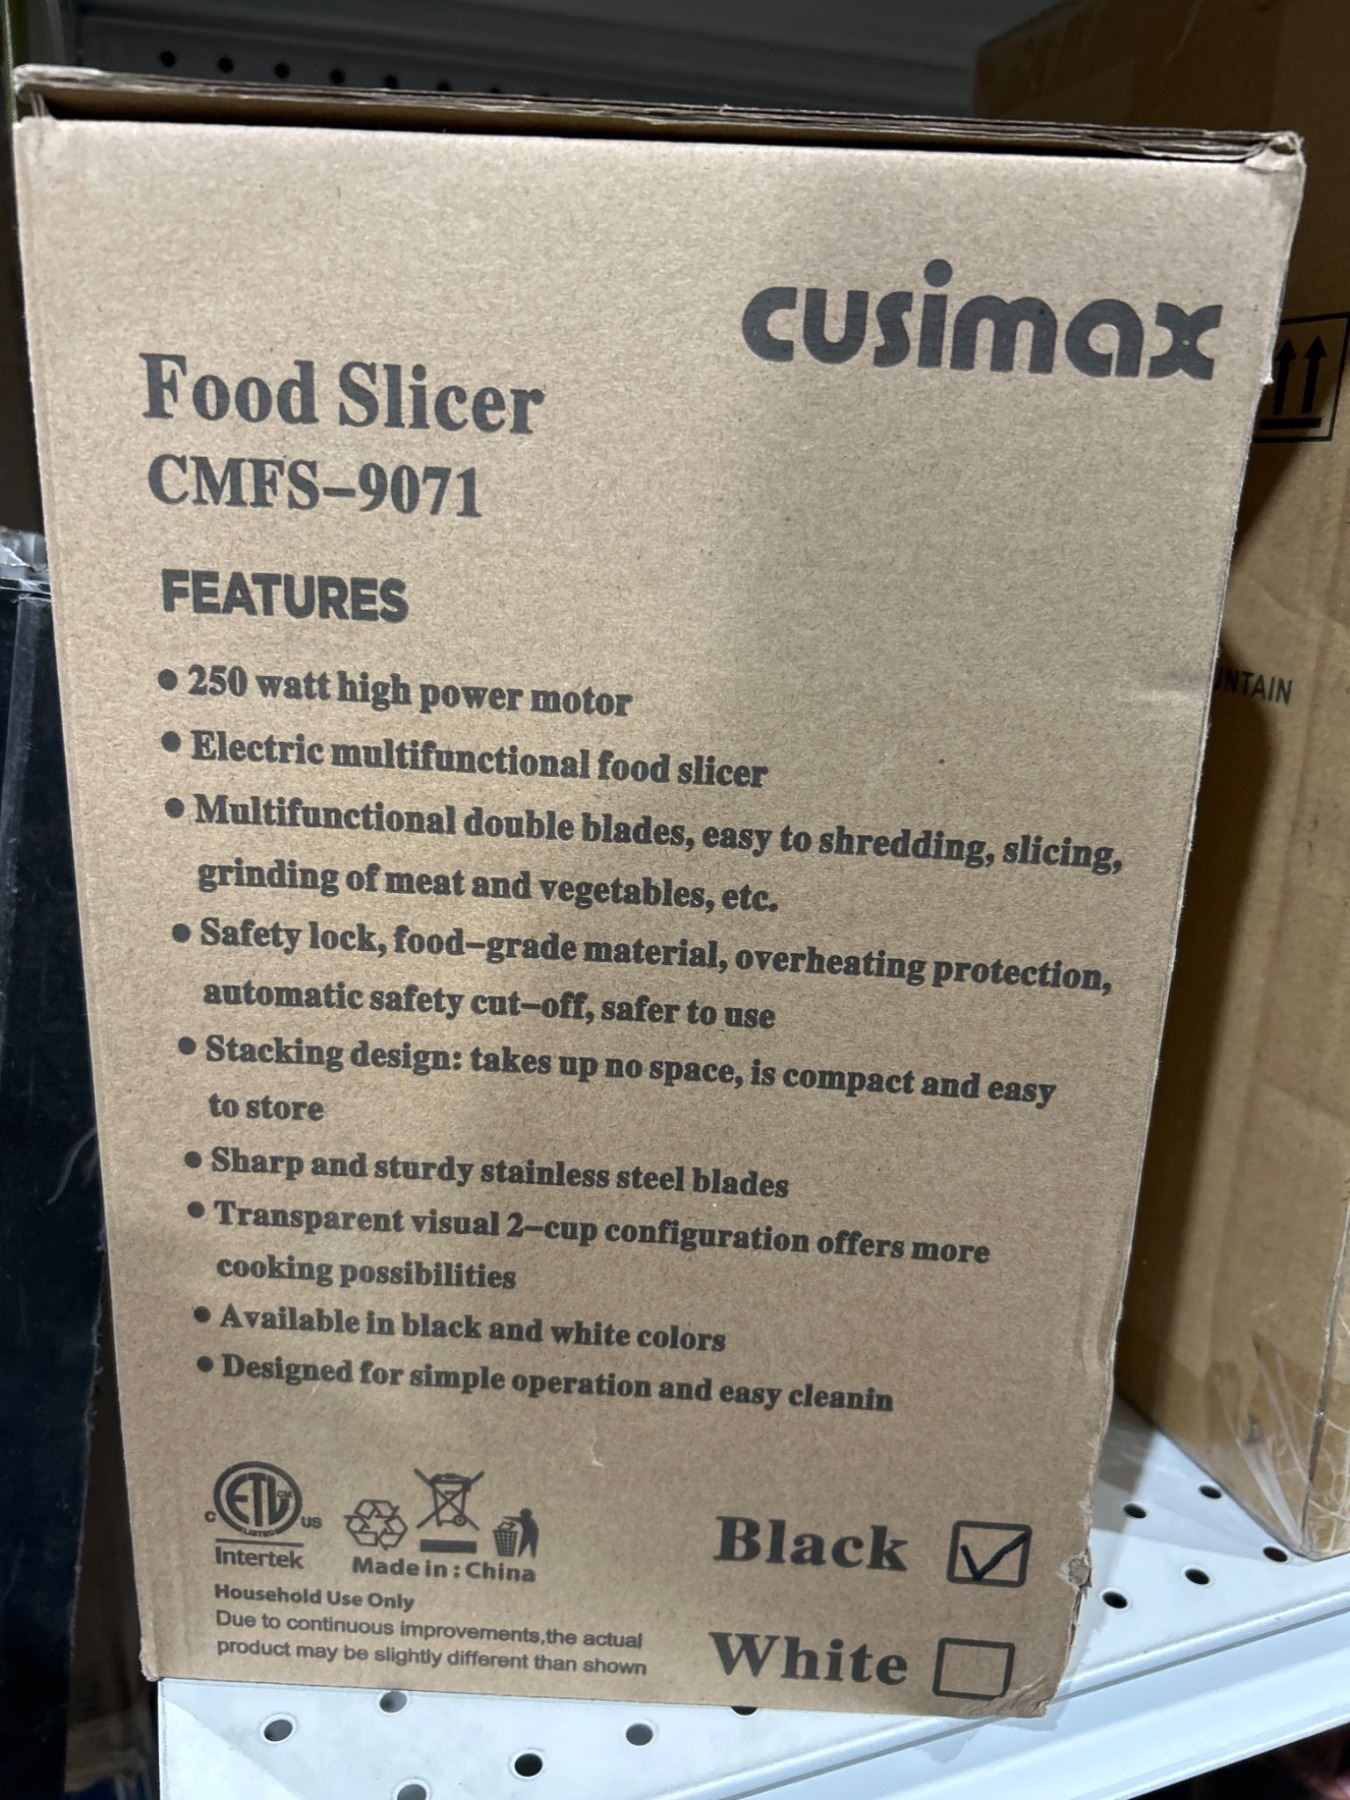 cusimax
Food Slicer
CMFS-9071
FEATURES
• 250 watt high power motor
• Electric multifunctional food slicer
• Multifunctional double blades, easy to shredding, slicing,
grinding of meat and vegetables, etc.
• Safety lock, food-grade material, overheating protection,
automatic safety cut-off, safer to use
• Stacking design: takes up no space, is compact and easy
to store
• Sharp and sturdy stainless steel blades
• Transparent visual 2-cup configuration offers more
cooking possibilities
• Available in black and white colors
• Designed for simple operation and easy cleanin
ETL CM
C US
LISTED
Intertek
Made in : China
Household Use Only
Due to continuous improvements,the actual
product may be slightly different than shown
Black
White
NTAIN